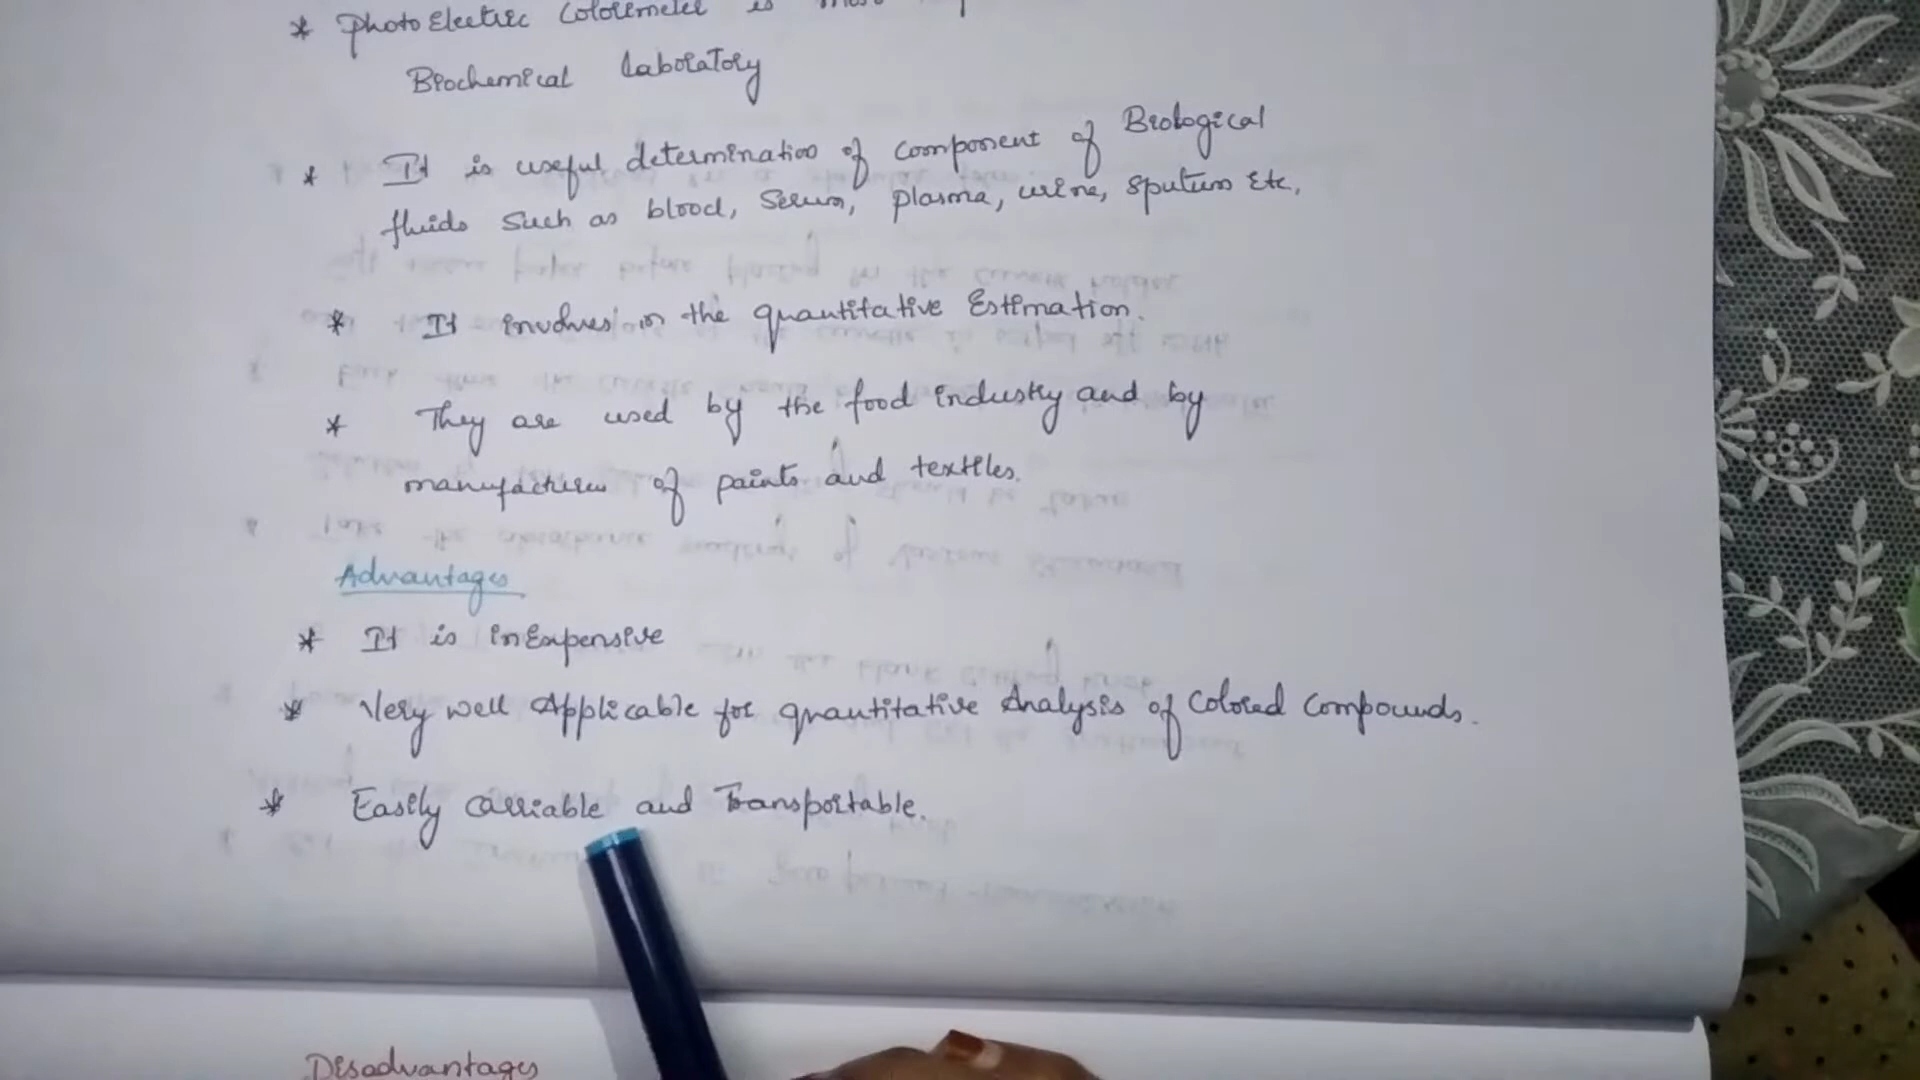 * Photo Electric Colorimeter is
Biochemical Laboratory
* It is useful determination of component of Biological
fluids such as blood, Serum, plasma, urine, sputum Etc,
* It involves in the quantitative Estimation.
* They are used by the food industry and by
manufacturers of paints and textiles.
Advantages
* It is inExpensive
* Very well Applicable for quantitative Analysis of Colored Compounds.
* Easily carriable and Transportable.
Disadvantages